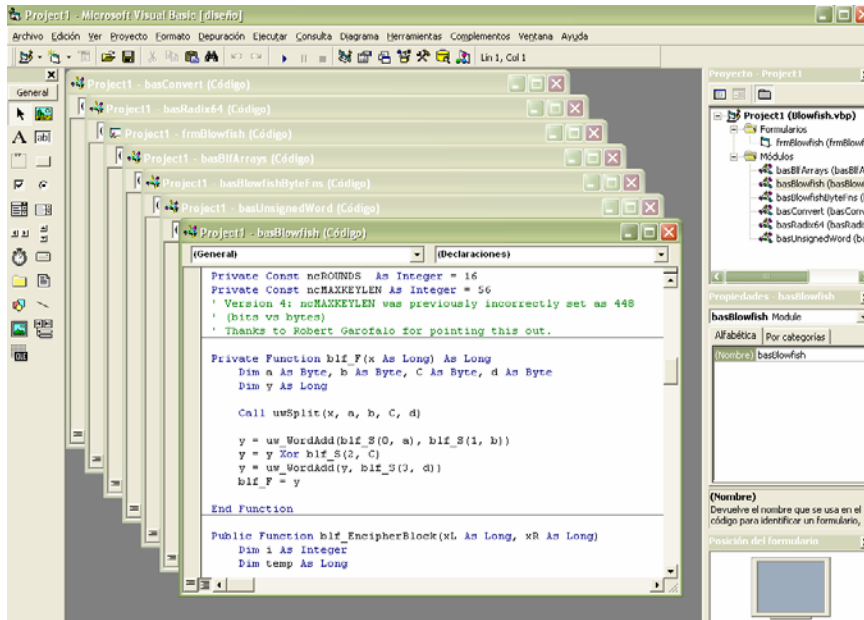 Project1 - Microsoft Visual Basic [diseño]
Archivo Edición Ver Proyecto Formato Depuración Ejecutar Consulta Diagrama Herramientas Complementos Ventana Ayuda
Lin 1, Col 1
General
Project1 - basConvert (Código)
Project1 - basRadix64 (Código)
Project1 - frmBlowfish (Código)
Project1 - basBlfArrays (Código)
Project1 - basBlowfishByteFns (Código)
Project1 - basUnsignedWord (Código)
Project1 - basBlowfish (Código)
(General) (Declaraciones)
Private Const ncROUNDS As Integer = 16
Private Const ncMAXKEYLEN As Integer = 56
' Version 4: ncMAXKEYLEN was previously incorrectly set as 448
' (bits vs bytes)
' Thanks to Robert Garofalo for pointing this out.
Private Function blf_F(x As Long) As Long
Dim a As Byte, b As Byte, C As Byte, d As Byte
Dim y As Long
Call uwSplit(x, a, b, C, d)
y = uw_WordAdd(blf_S(0, a), blf_S(1, b))
y = y Xor blf_S(2, C)
y = uw_WordAdd(y, blf_S(3, d))
blf_F = y
End Function
Public Function blf_EncipherBlock(xL As Long, xR As Long)
Dim i As Integer
Dim temp As Long
Proyecto - Project1
Project1 (Blowfish.vbp)
Formularios
frmBlowfish (frmBlowf
Módulos
basBlfArrays (basBlfA
basBlowfish (basBlow
basBlowfishByteFns (
basConvert (basConv
basRadix64 (basRadi
basUnsignedWord (ba
Propiedades - basBlowfish
basBlowfish Module
Alfabética Por categorías
(Nombre) basBlowfish
(Nombre)
Devuelve el nombre que se usa en el
código para identificar un formulario,
Posición del formulario